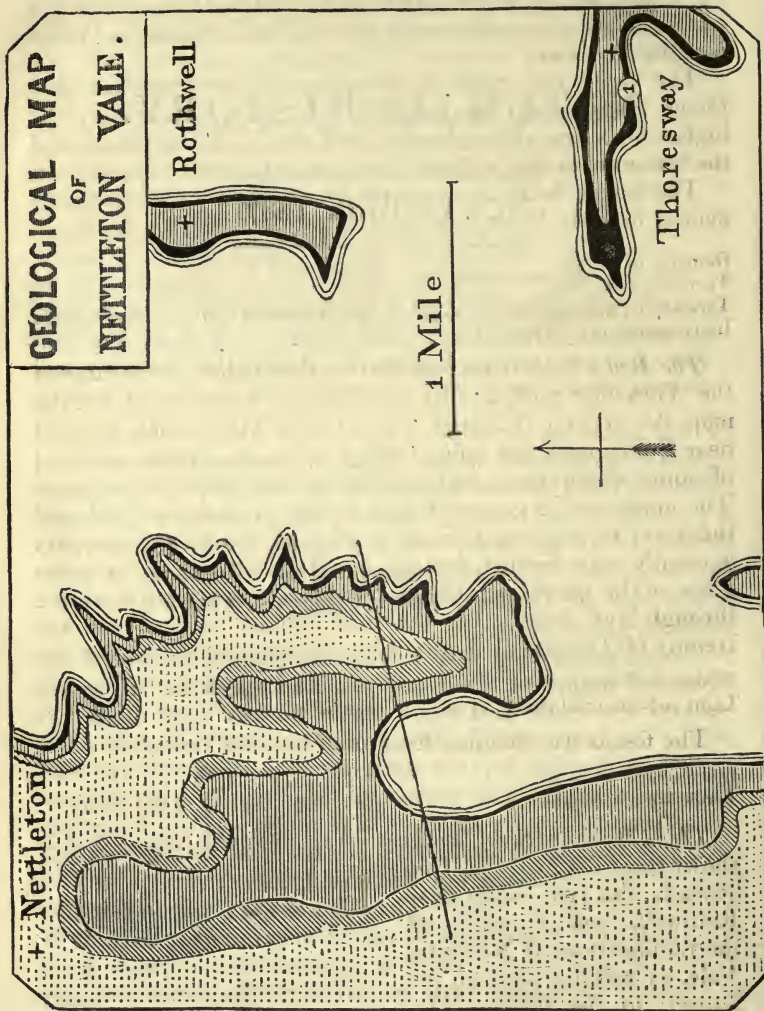 GEOLOGICAL MAP
OF
NETTLETON VALE.
+ Nettleton
Rothwell
+
1 Mile
+
1
Thoresway